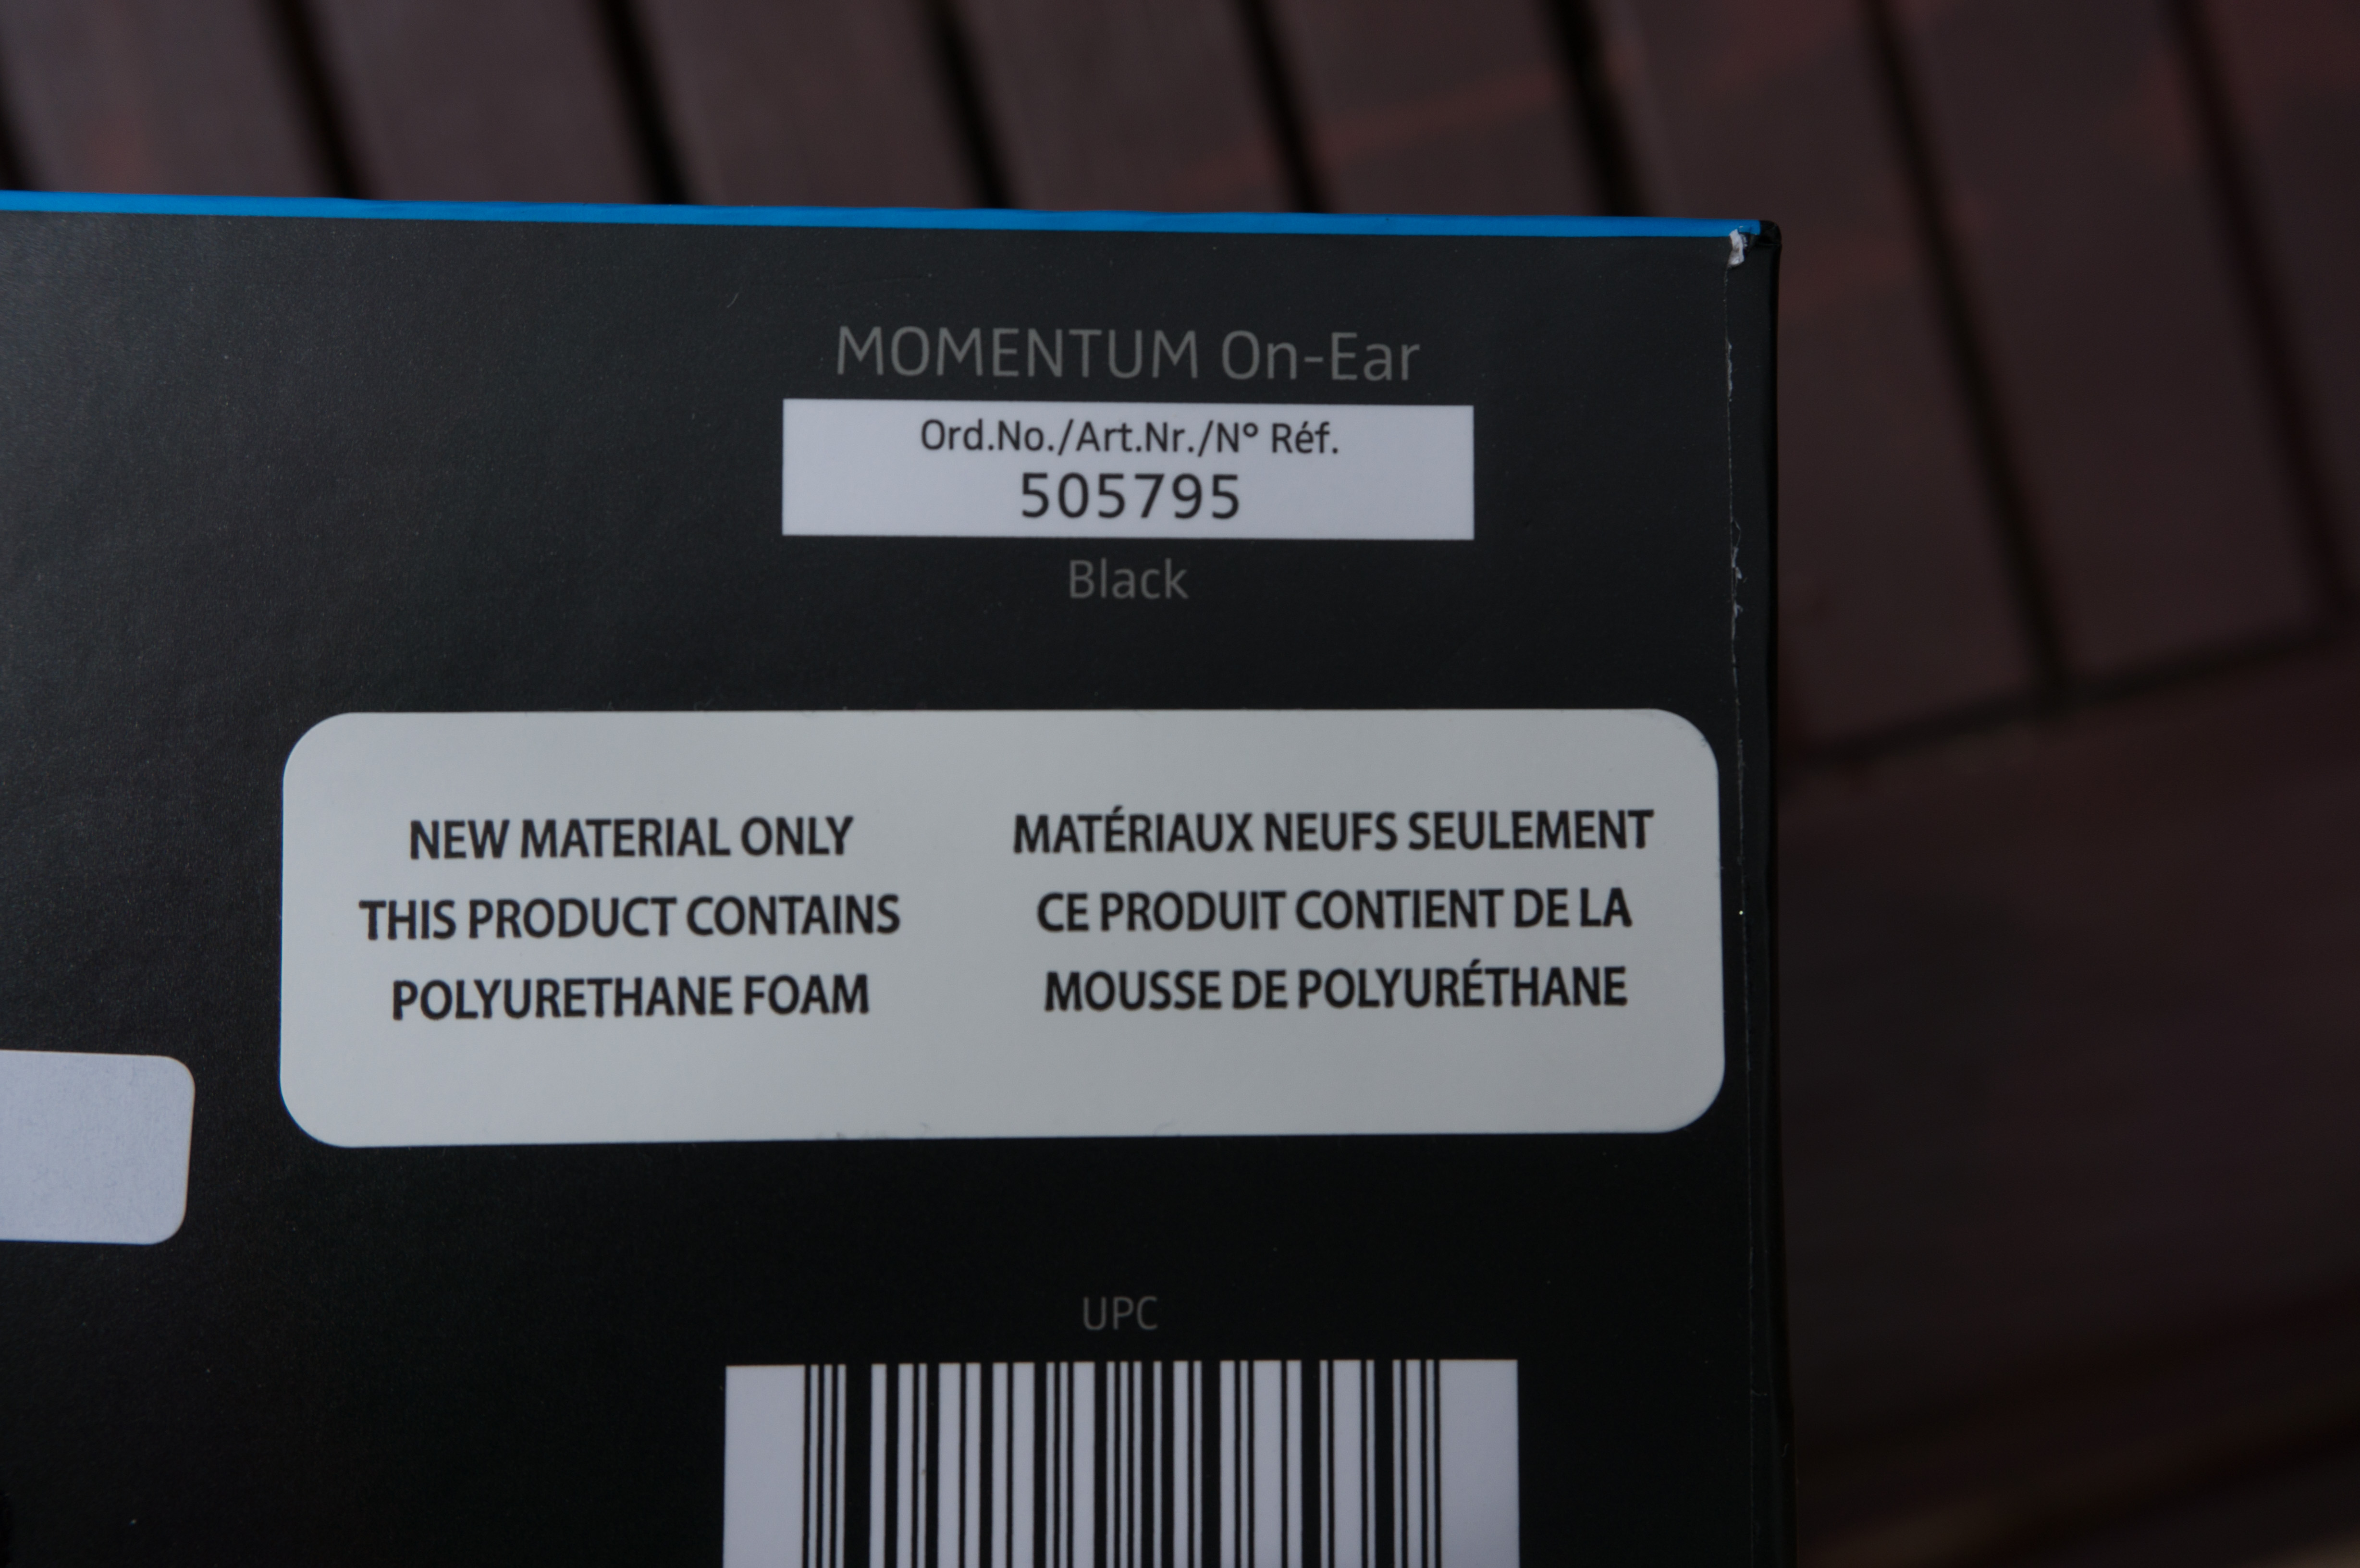 MOMENTUM On-Ear
Ord.No./Art.Nr./N° Réf.
505795
Black
NEW MATERIAL ONLY
THIS PRODUCT CONTAINS
POLYURETHANE FOAM
MATÉRIAUX NEUFS SEULEMENT
CE PRODUIT CONTIENT DE LA
MOUSSE DE POLYURÉTHANE
UPC